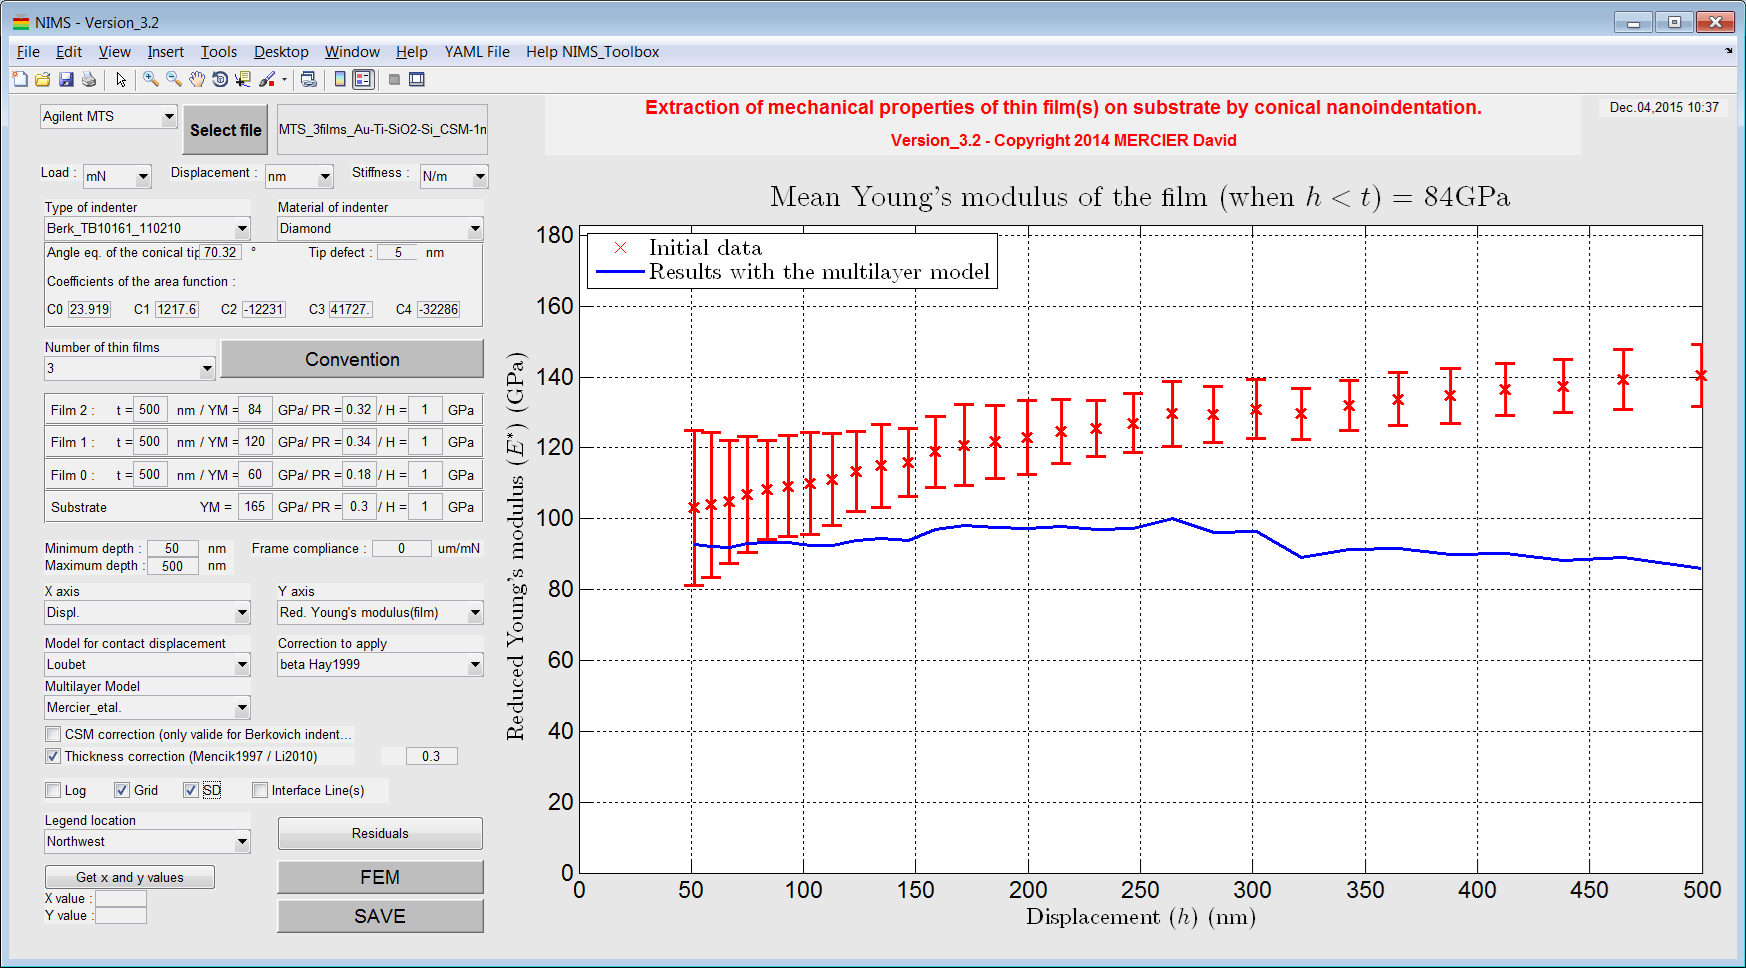 NIMS - Version_3.2
File Edit View Insert Tools Desktop Window Help YAML File Help NIMS_Toolbox
Agilent MTS
Select file
MTS_3films_Au-Ti-SiO2-Si_CSM-1n
Extraction of mechanical properties of thin film(s) on substrate by conical nanoindentation.
Version_3.2 - Copyright 2014 MERCIER David
Dec.04,2015 10:37
Load : mN Displacement : nm Stiffness : N/m
Type of indenter
Berk_TB10161_110210
Material of indenter
Diamond
Angle eq. of the conical tip 70.32 ° Tip defect : 5 nm
Coefficients of the area function :
C0 23.919 C1 1217.6 C2 -12231 C3 41727. C4 -32286
Number of thin films
3
Convention
Film 2 : t = 500 nm / YM = 84 GPa/ PR = 0.32 / H = 1 GPa
Film 1 : t = 500 nm / YM = 120 GPa/ PR = 0.34 / H = 1 GPa
Film 0 : t = 500 nm / YM = 60 GPa/ PR = 0.18 / H = 1 GPa
Substrate YM = 165 GPa/ PR = 0.3 / H = 1 GPa
Minimum depth : 50 nm Frame compliance : 0 um/mN
Maximum depth : 500 nm
X axis
Displ.
Y axis
Red. Young's modulus(film)
Model for contact displacement
Loubet
Correction to apply
beta Hay1999
Multilayer Model
Mercier_etal.
CSM correction (only valide for Berkovich indent...
Thickness correction (Mencik1997 / Li2010) 0.3
Log Grid SD Interface Line(s)
Legend location
Northwest
Residuals
Get x and y values
FEM
X value :
Y value :
SAVE
Mean Young's modulus of the film (when h < t) = 84GPa
Initial data
Results with the multilayer model
Reduced Young's modulus (E*) (GPa)
180
160
140
120
100
80
60
40
20
0
0 50 100 150 200 250 300 350 400 450 500
Displacement (h) (nm)